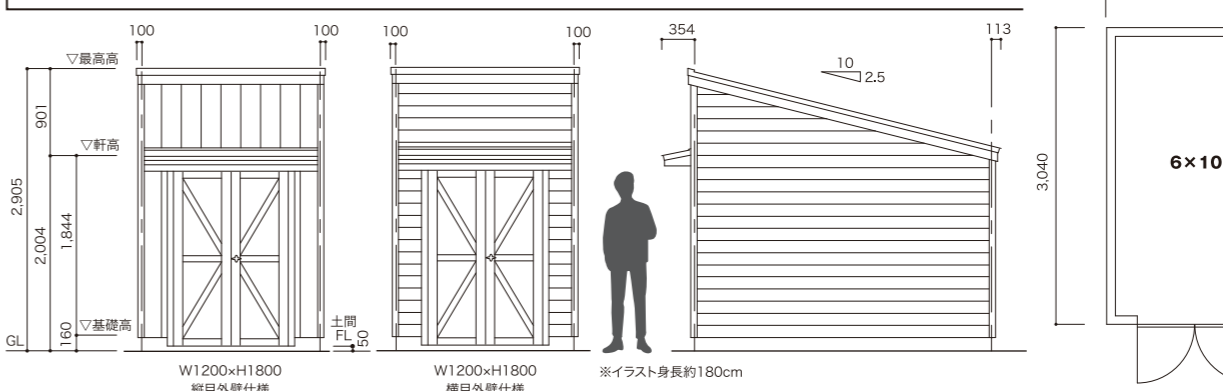 100
100
▽最高高
901
▽軒高
2,905
2,004
1,844
▽基礎高
160
GL
土間
FL
50
W1200×H1800
縦目外壁仕様
100
100
W1200×H1800
横目外壁仕様
※イラスト身長約180cm
354
113
10
2.5
3,040
6×10